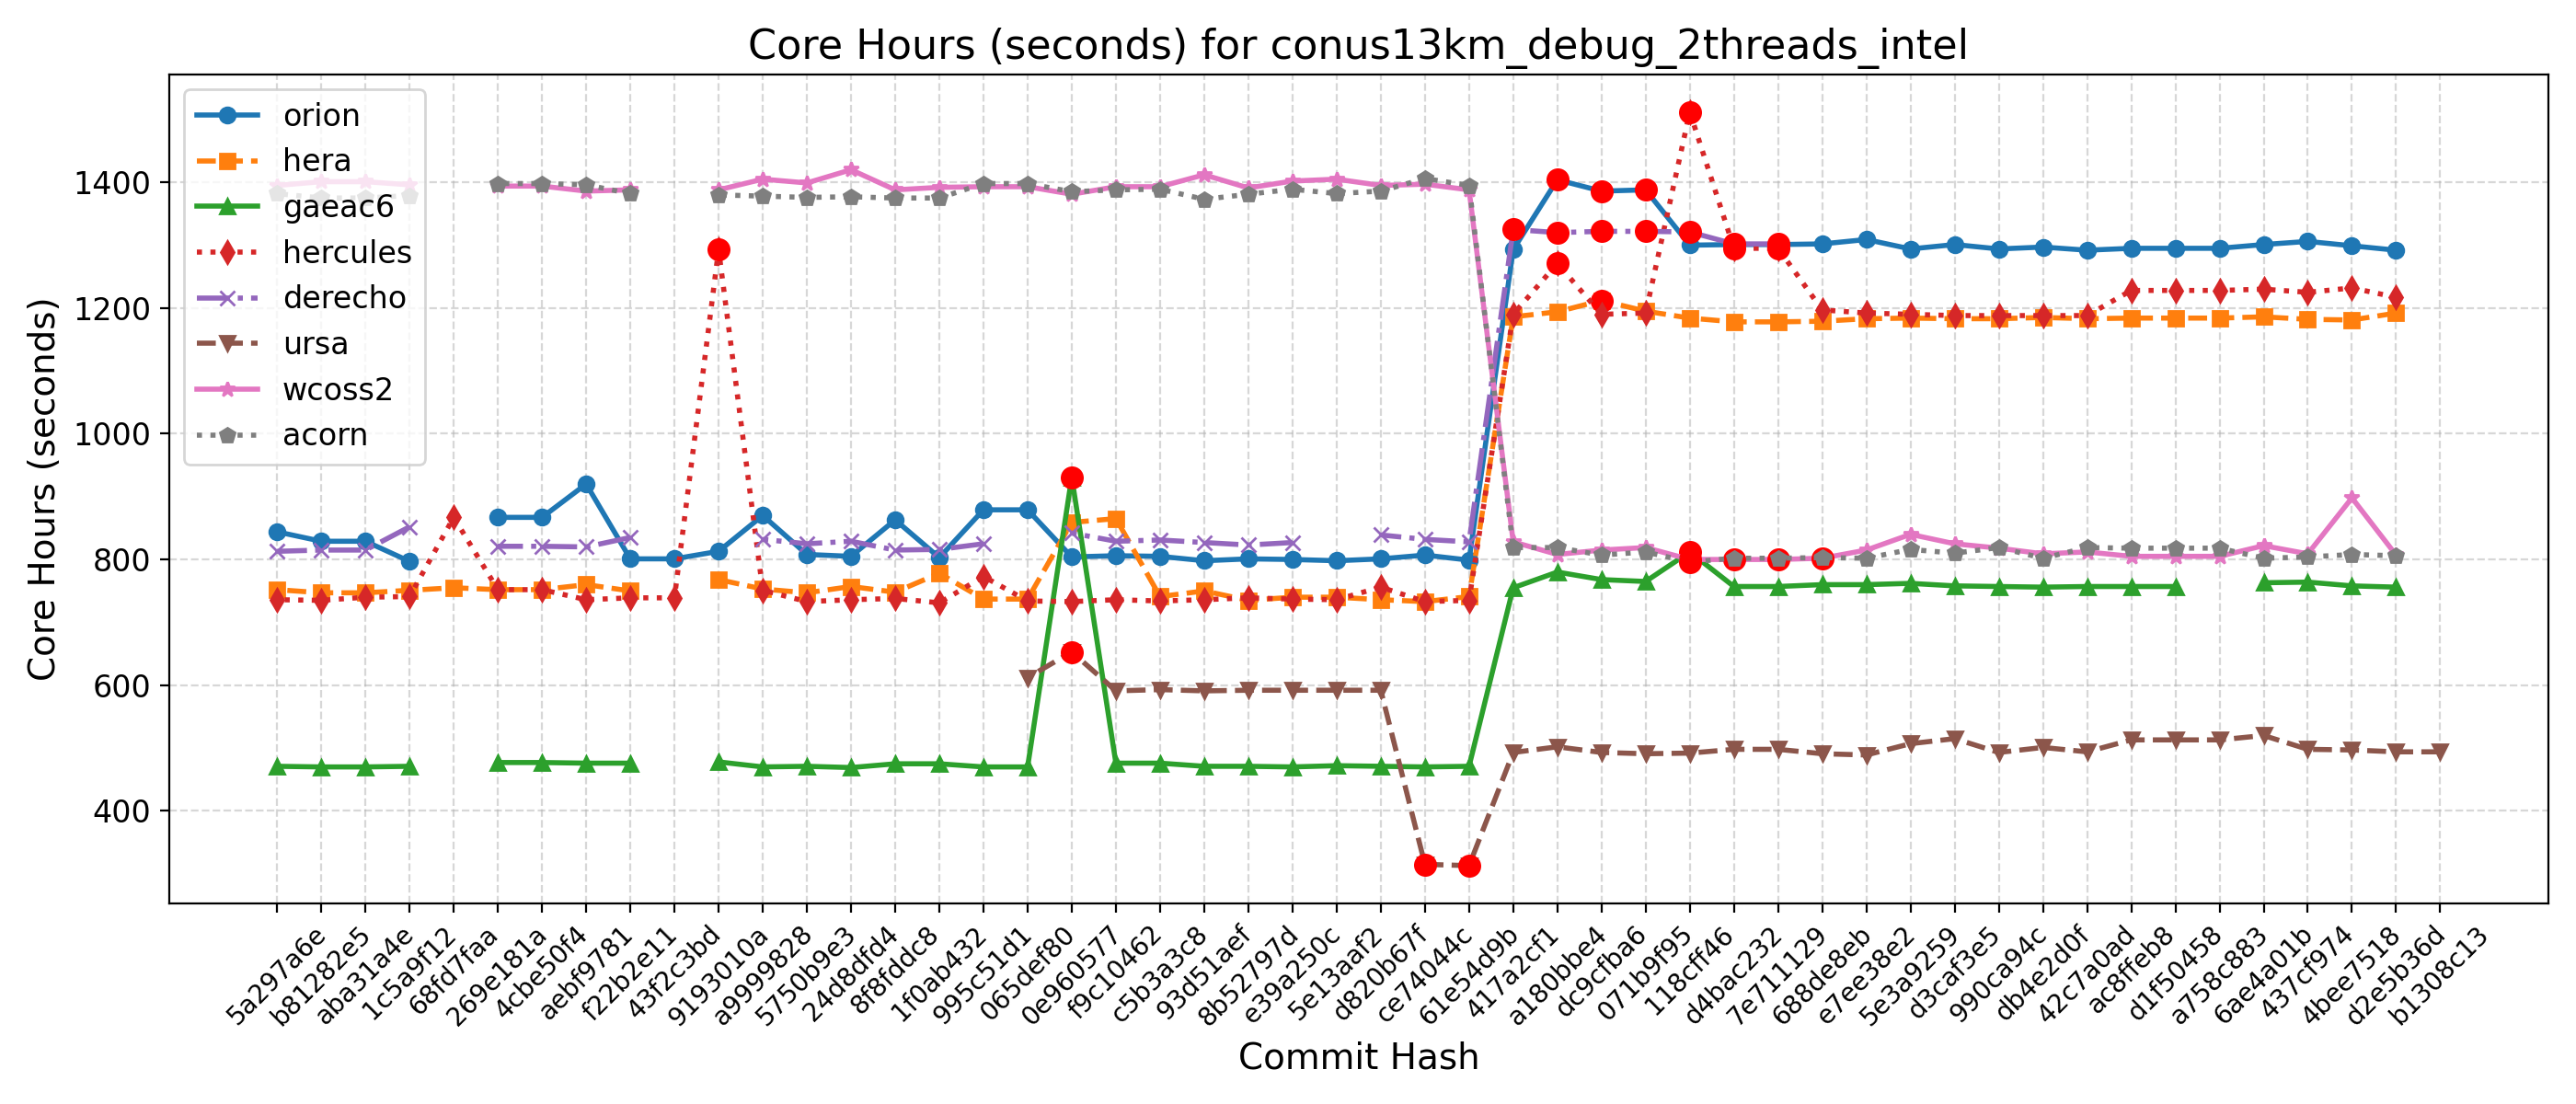 Core Hours (seconds) for conus13km_debug_2threads_intel
Core Hours (seconds)
1400
1200
1000
800
600
400
orion
hera
gaeac6
hercules
derecho
ursa
wcoss2
acorn
5a297a6e
b81282e5
aba31a4e
1c5a9f12
68fd7faa
269e181a
4cbe50f4
aebf9781
f22b2e11
43f2c3bd
9193010a
a9999828
5750b9e3
24d8dfd4
8f8fddc8
1f0ab432
995c51d1
065def80
0e960577
f9c10462
c5b3a3c8
93d51aef
8b52797d
e39a250c
5e13aaf2
d820b67f
ce74044c
61e54d9b
417a2cf1
a180bbe4
dc9cfba6
071b9f95
118cff46
d4bac232
7e711129
688de8eb
e7ee38e2
5e3a9259
d3caf3e5
990ca94c
db4e2d0f
42c7a0ad
ac8ffeb8
d1f50458
a758c883
6ae4a01b
437cf974
4bee7518
d2e5b36d
b1308c13
Commit Hash